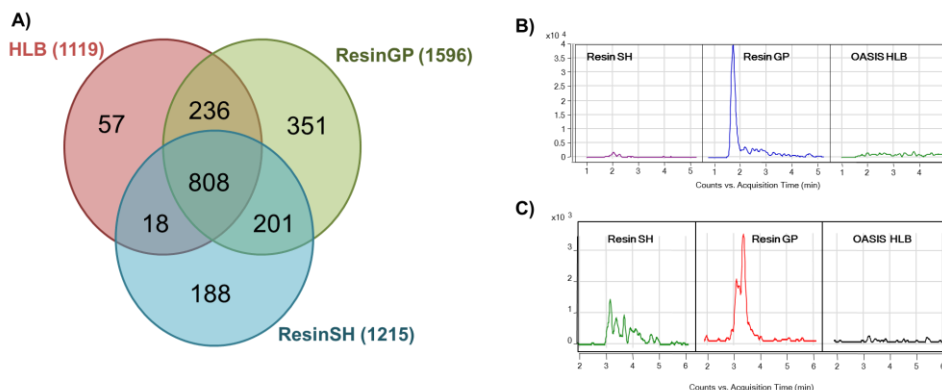 A)
HLB (1119)
ResinGP (1596)
57
236
351
808
18
201
188
ResinSH (1215)
B)
x10 4
Resin SH
Resin GP
OASIS HLB
4
3.5
3
2.5
2
1.5
1
0.5
0
1 2 3 4 5 1 2 3 4 5 1 2 3 4
Counts vs. Acquisition Time (min)
C)
x10 3
Resin SH
Resin GP
OASIS HLB
3
2
1
0
2 3 4 5 6 2 3 4 5 6 2 3 4 5 6
Counts vs. Acquisition Time (min)